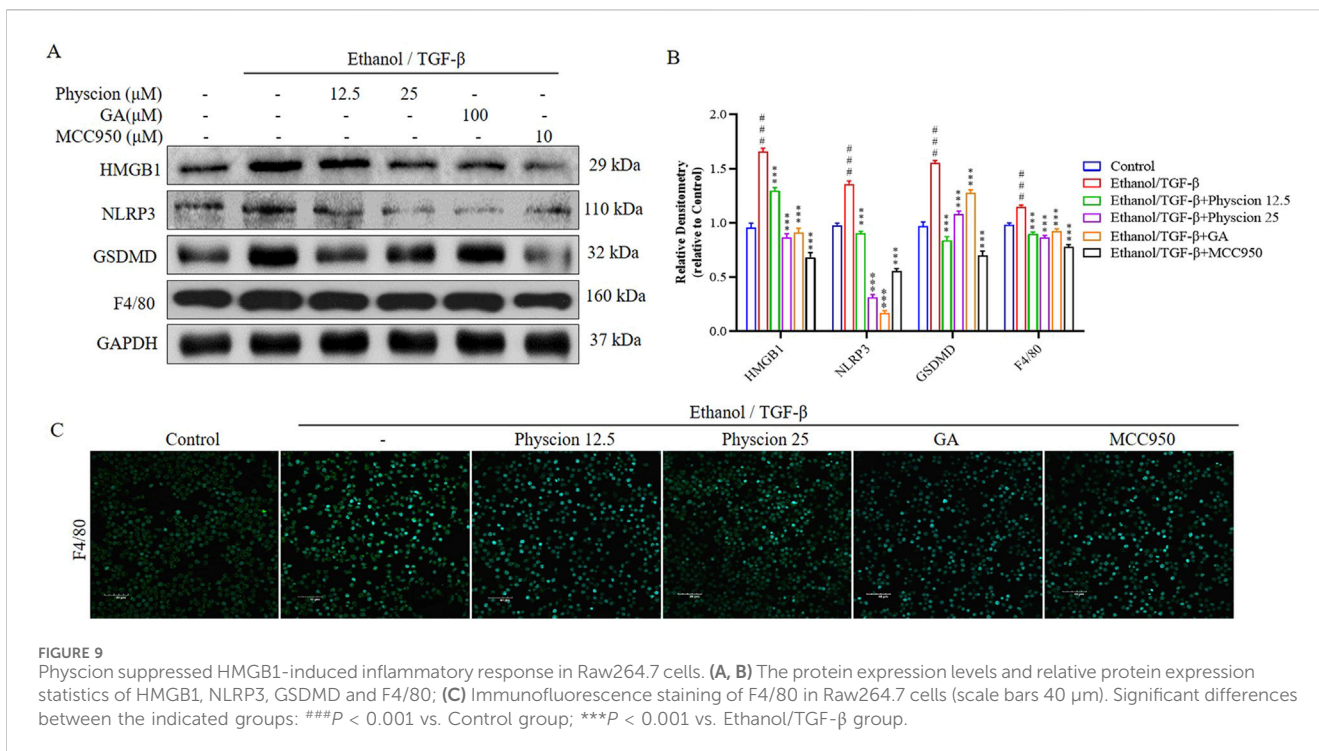 A
Ethanol / TGF-β
Physcion (μM) - - 12.5 25 - -
GA(μM) - - - - 100 -
MCC950 (μM) - - - - - 10
HMGB1 29 kDa
NLRP3 110 kDa
GSDMD 32 kDa
F4/80 160 kDa
GAPDH 37 kDa
B
Relative Densitometry
(relative to Control)
2.0
1.5
1.0
0.5
0.0
###
***
***
***
***
###
***
***
***
***
###
***
***
***
***
###
***
***
***
***
HMGB1
NLRP3
GSDMD
F4/80
Control
Ethanol/TGF-β
Ethanol/TGF-β+Physcion 12.5
Ethanol/TGF-β+Physcion 25
Ethanol/TGF-β+GA
Ethanol/TGF-β+MCC950
C
Ethanol / TGF-β
Control - Physcion 12.5 Physcion 25 GA MCC950
F4/80
FIGURE 9
Physcion suppressed HMGB1-induced inflammatory response in Raw264.7 cells. (A, B) The protein expression levels and relative protein expression
statistics of HMGB1, NLRP3, GSDMD and F4/80; (C) Immunofluorescence staining of F4/80 in Raw264.7 cells (scale bars 40 μm). Significant differences
between the indicated groups: ###P < 0.001 vs. Control group; ***P < 0.001 vs. Ethanol/TGF-β group.